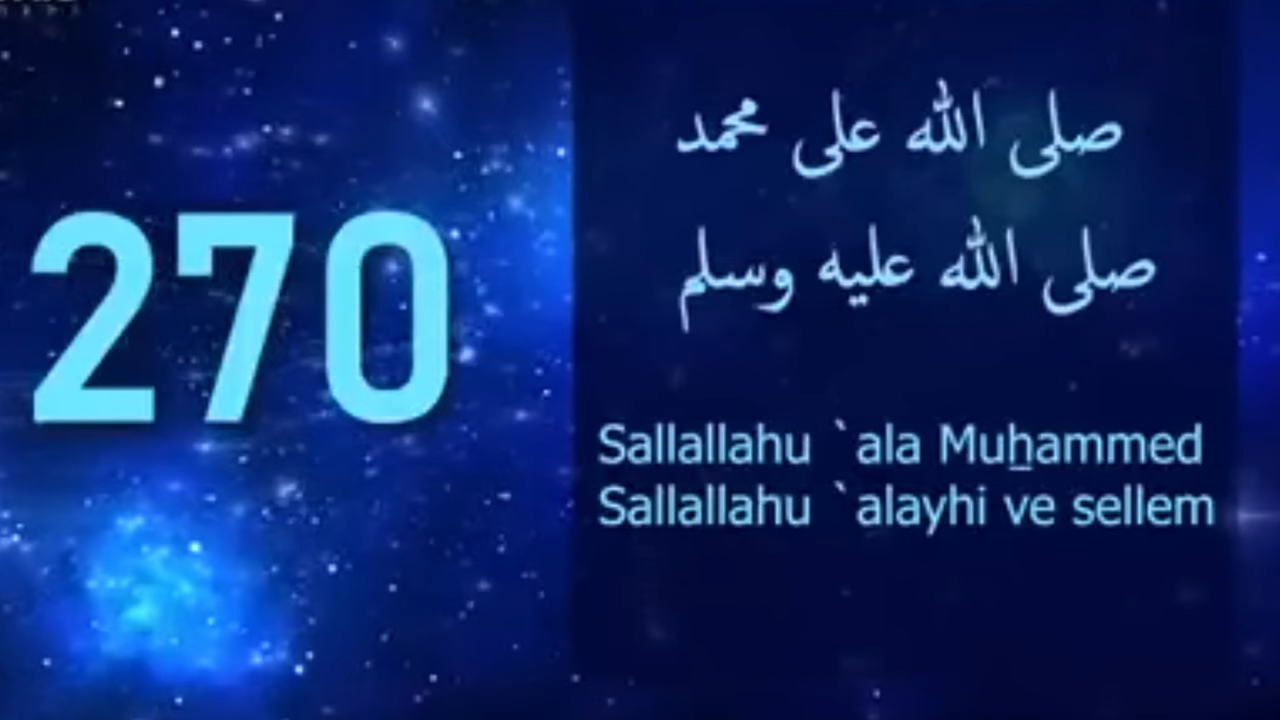 270
صلى الله على محمد
صلى الله عليه وسلم
Sallallahu `ala Muẖammed
Sallallahu `alayhi ve sellem